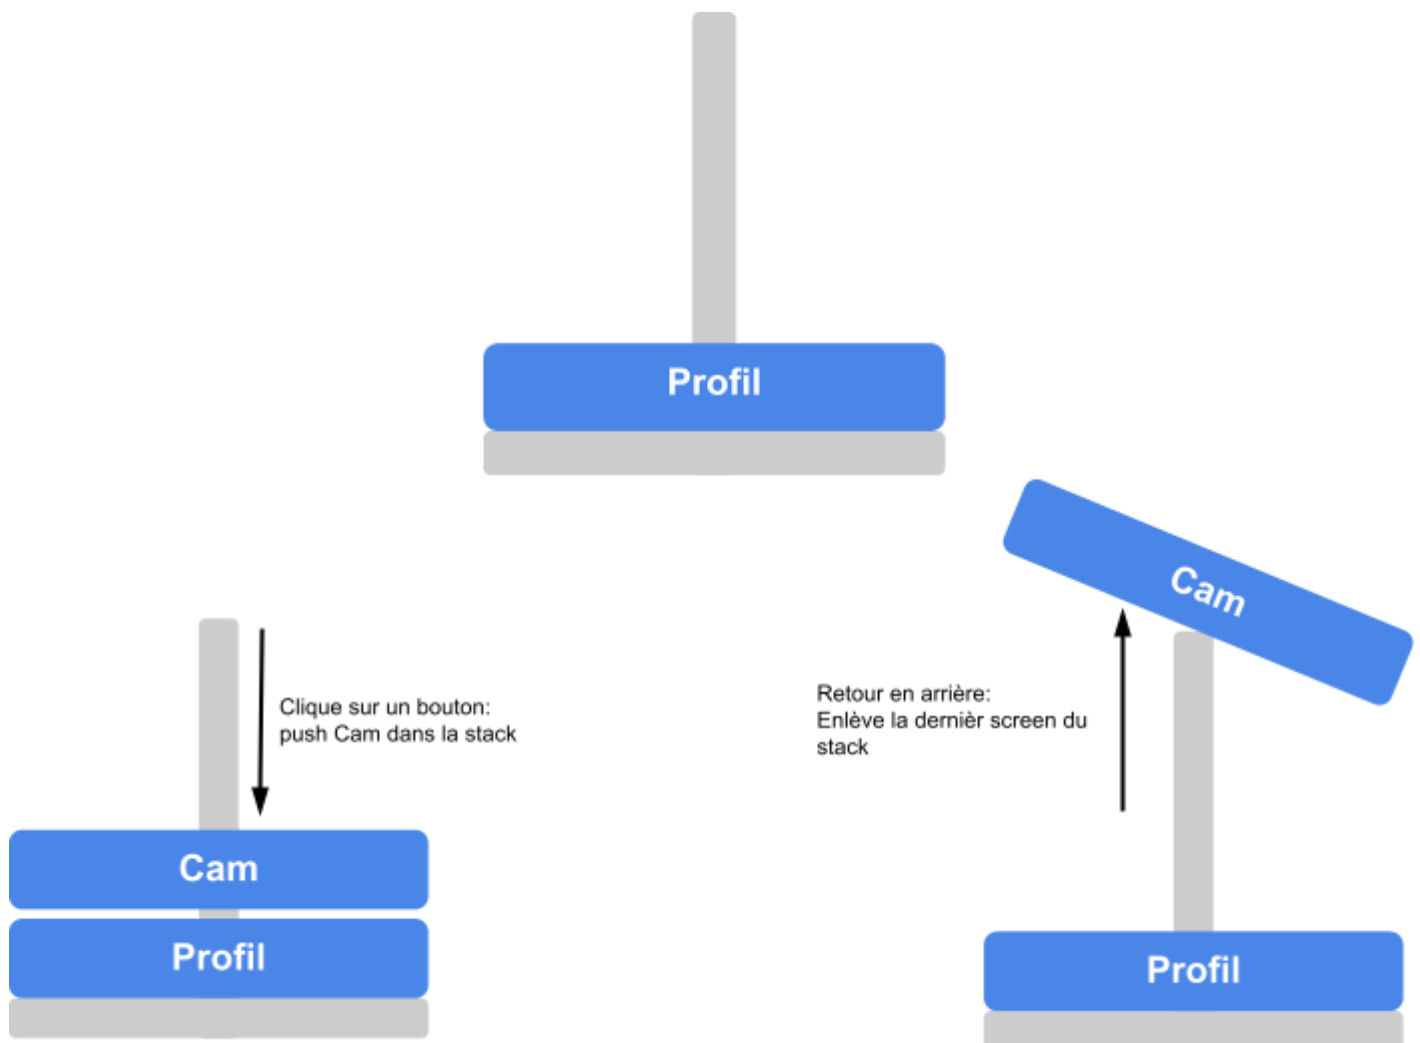 Profil
Cam
Clique sur un bouton:
push Cam dans la stack
Retour en arrière:
Enlève la dernièr screen du
stack
Cam
Profil
Profil